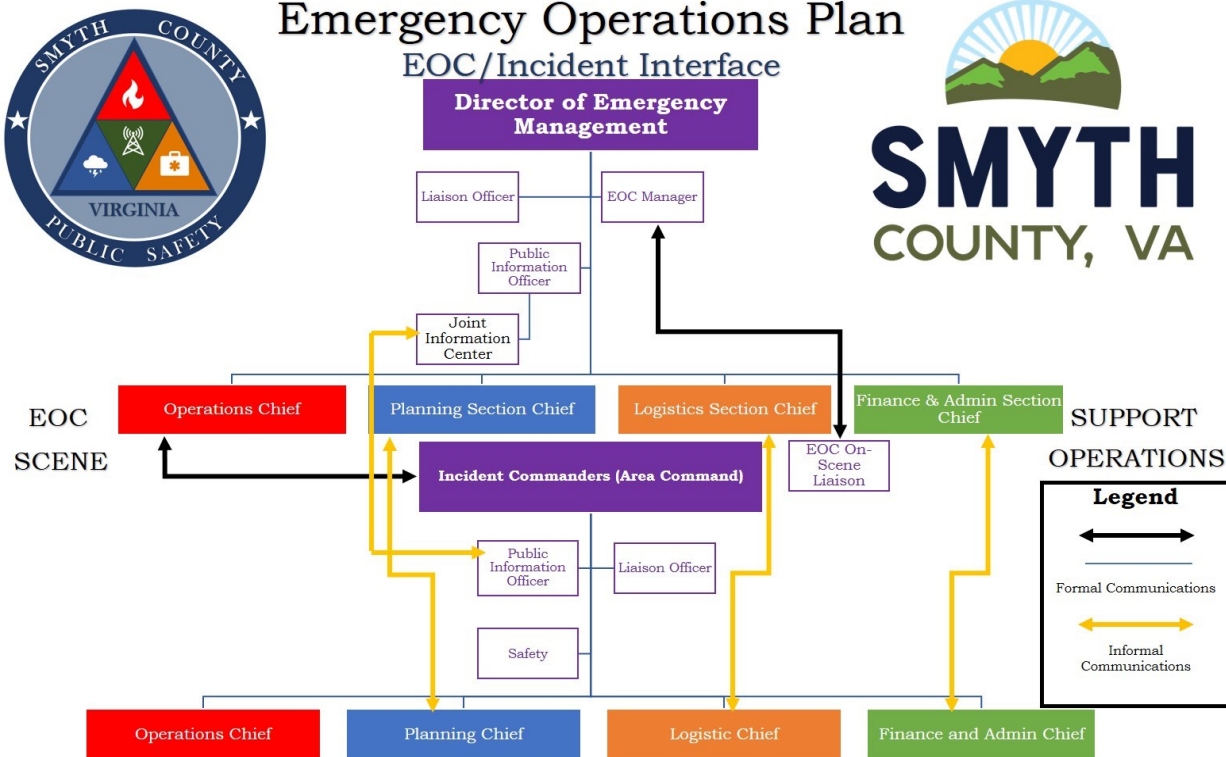 Emergency Operations Plan
EOC/Incident Interface
SMYTH COUNTY
VIRGINIA
PUBLIC SAFETY
SMYTH
COUNTY, VA
Director of Emergency
Management
Liaison Officer
EOC Manager
Public
Information
Officer
Joint
Information
Center
Operations Chief
Planning Section Chief
Logistics Section Chief
Finance & Admin Section
Chief
EOC
SCENE
SUPPORT
OPERATIONS
Incident Commanders (Area Command)
EOC On-
Scene
Liaison
Legend
Formal Communications
Informal
Communications
Public
Information
Officer
Liaison Officer
Safety
Operations Chief
Planning Chief
Logistic Chief
Finance and Admin Chief